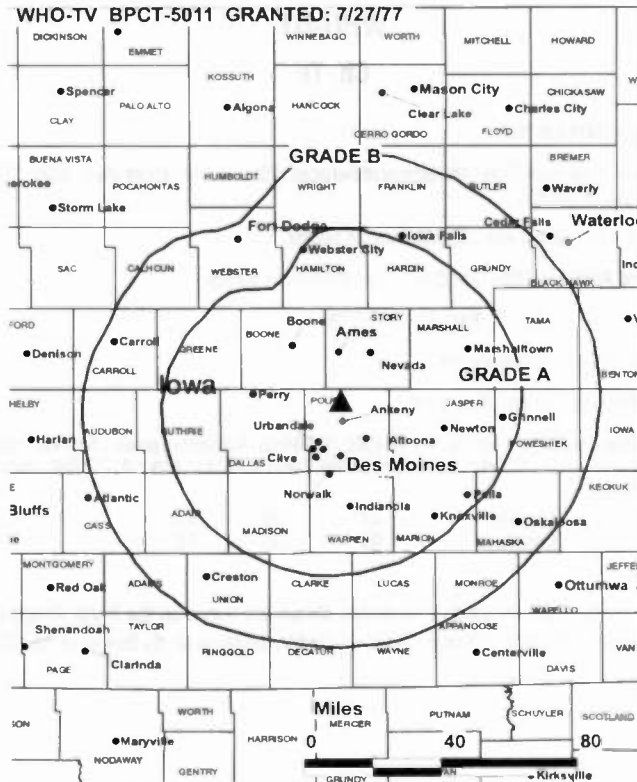 WHO-TV BPCT-5011 GRANTED: 7/27/77
DICKINSON
EMMET
WINNEBAGO
WORTH
MITCHELL
HOWARD
Spencer
CLAY
PALO ALTO
KOSSUTH
Algona
HANCOCK
Mason City
Clear Lake
CERRO GORDO
Charles City
FLOYD
CHICKASAW
BUENA VISTA
Storm Lake
POCAHONTAS
HUMBOLDT
GRADE B
WRIGHT
FRANKLIN
BUTLER
BREMER
Waverly
Fort Dodge
Webster City
Iowa Falls
Cedar Falls
Waterloo
SAC
CALHOUN
WEBSTER
HAMILTON
HARDIN
GRUNDY
BLACK HAWK
Denison
Carroll
CARROLL
GREENE
BOONE
Boone
Ames
STORY
Nevada
MARSHALL
Marshalltown
TAMA
GRADE A
BENTON
Iowa
Perry
POLK
Ankeny
JASPER
Newton
Grinnell
POWESHIEK
IOWA
Harlan
AUDUBON
GUTHRIE
DALLAS
Urbandale
Clive
Altoona
Des Moines
Norwalk
Atlantic
CASS
ADAIR
MADISON
Indianola
WARREN
Knoxville
MARION
Pella
MAHASKA
Oskaloosa
KEOKUK
Bluffs
MONTGOMERY
Red Oak
ADAMS
Creston
UNION
CLARKE
LUCAS
MONROE
Ottumwa
WAPELLO
Shenandoah
PAGE
Clarinda
TAYLOR
RINGGOLD
DECATUR
WAYNE
APPANOOSE
Centerville
DAVIS
VAN
Maryville
NODAWAY
WORTH
GENTRY
HARRISON
Miles
MERCER
PUTNAM
SCHUYLER
SCOTLAND
0 40 80
GRUNDY
Kirksville